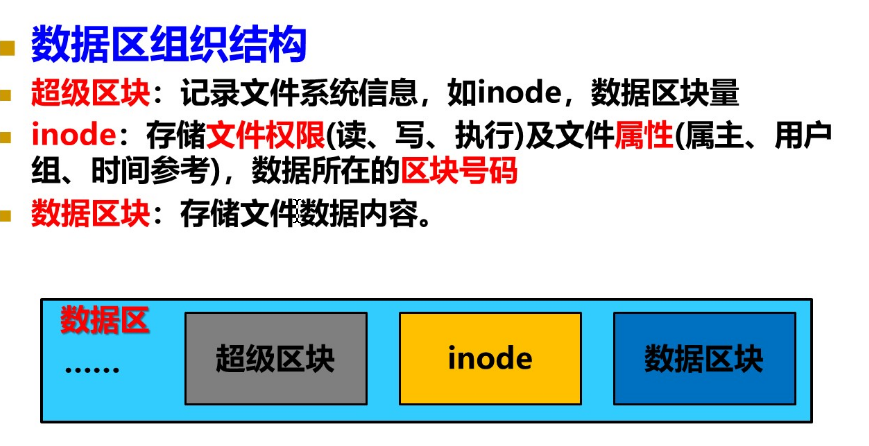 数据区组织结构
超级区块：记录文件系统信息，如inode，数据区块量
inode：存储文件权限(读、写、执行)及文件属性(属主、用户
组、时间参考)，数据所在的区块号码
数据区块：存储文件数据内容。
数据区
......
超级区块
inode
数据区块